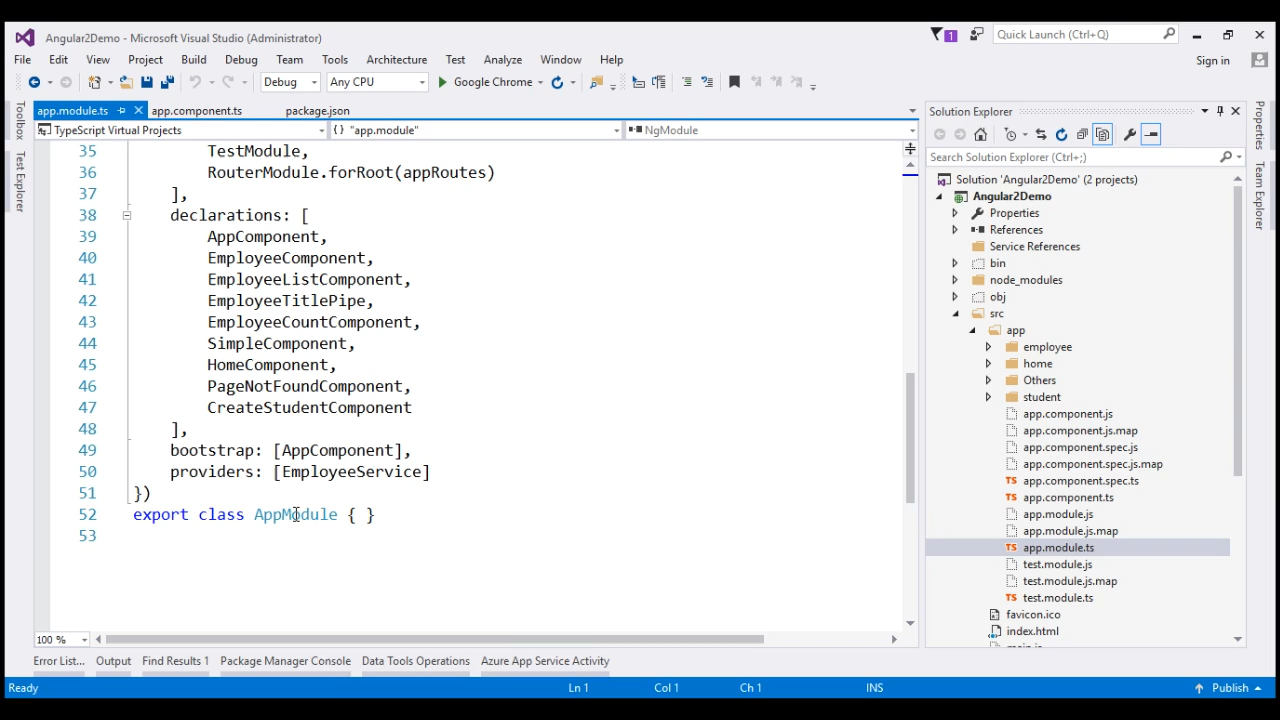 Angular2Demo - Microsoft Visual Studio (Administrator)
1
Quick Launch (Ctrl+Q)
File Edit View Project Build Debug Team Tools Architecture Test Analyze Window Help
Sign in
Debug Any CPU Google Chrome
Toolbox
Test Explorer
app.module.ts app.component.ts package.json
TypeScript Virtual Projects {} "app.module" NgModule
35 TestModule,
36 RouterModule.forRoot(appRoutes)
37 ],
38 declarations: [
39 AppComponent,
40 EmployeeComponent,
41 EmployeeListComponent,
42 EmployeeTitlePipe,
43 EmployeeCountComponent,
44 SimpleComponent,
45 HomeComponent,
46 PageNotFoundComponent,
47 CreateStudentComponent
48 ],
49 bootstrap: [AppComponent],
50 providers: [EmployeeService]
51 })
52 export class AppModule { }
53
100 %
Solution Explorer
Search Solution Explorer (Ctrl+;)
Solution 'Angular2Demo' (2 projects)
Angular2Demo
Properties
References
Service References
bin
node_modules
obj
src
app
employee
home
Others
student
app.component.js
app.component.js.map
app.component.spec.js
app.component.spec.js.map
TS app.component.spec.ts
TS app.component.ts
app.module.js
app.module.js.map
TS app.module.ts
test.module.js
test.module.js.map
TS test.module.ts
favicon.ico
index.html
Properties
Team Explorer
Error List... Output Find Results 1 Package Manager Console Data Tools Operations Azure App Service Activity
Ready Ln 1 Col 1 Ch 1 INS Publish